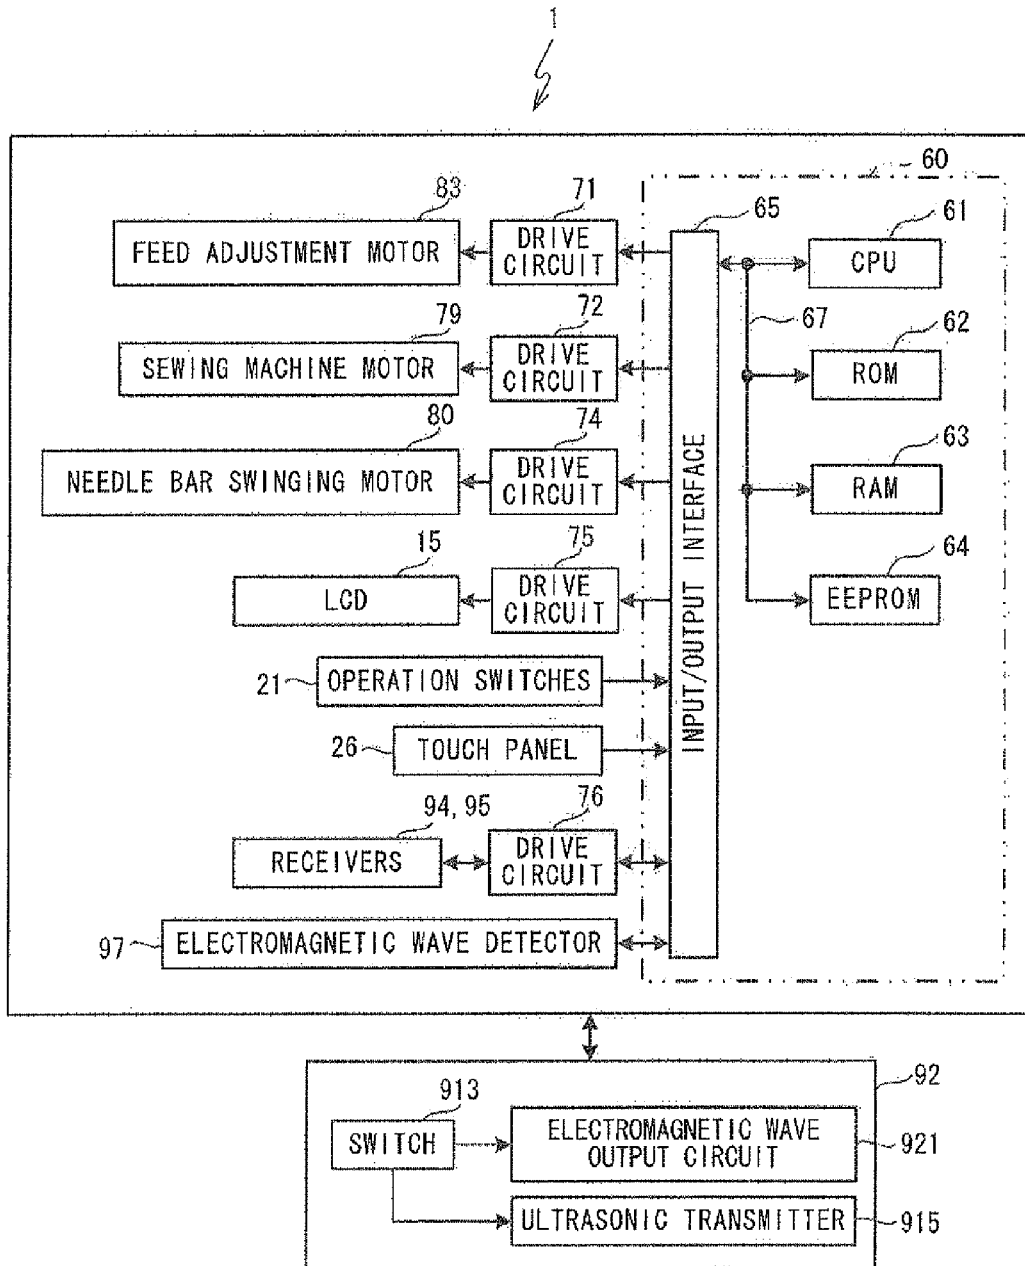 1
60
83
71
65
61
FEED ADJUSTMENT MOTOR
DRIVE
CIRCUIT
CPU
79
72
67
62
SEWING MACHINE MOTOR
DRIVE
CIRCUIT
ROM
80
74
63
NEEDLE BAR SWINGING MOTOR
DRIVE
CIRCUIT
RAM
INPUT/OUTPUT INTERFACE
15
75
64
LCD
DRIVE
CIRCUIT
EEPROM
21
OPERATION SWITCHES
26
TOUCH PANEL
94, 95
76
RECEIVERS
DRIVE
CIRCUIT
97
ELECTROMAGNETIC WAVE DETECTOR
92
913
SWITCH
ELECTROMAGNETIC WAVE
OUTPUT CIRCUIT
921
ULTRASONIC TRANSMITTER
915